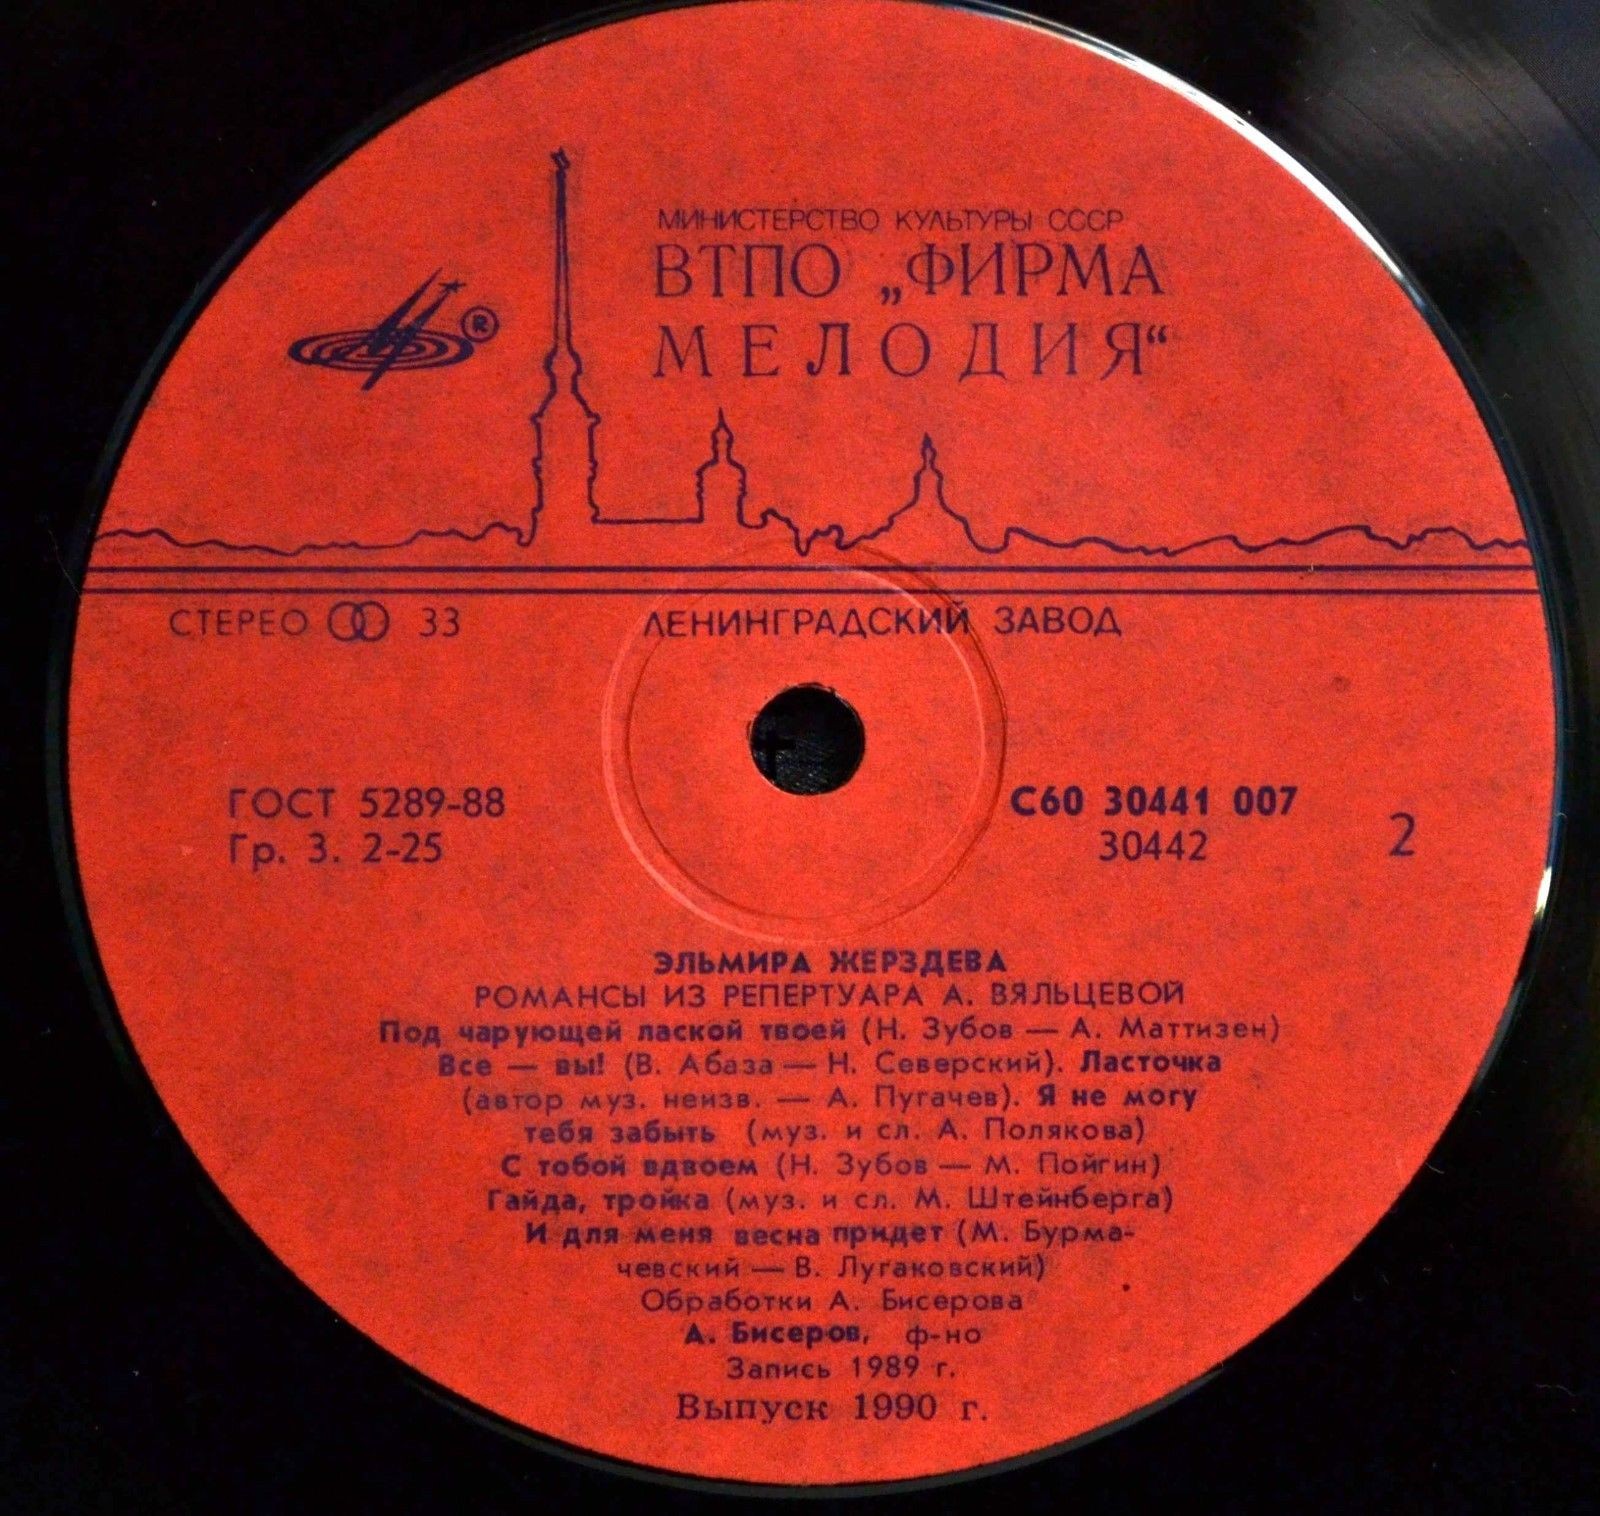 МИНИСТЕРСТВО КУЛЬТУРЫ СССР
ВТПО „ФИРМА
МЕЛОДИЯ“
®
СТЕРЕО 33
ЛЕНИНГРАДСКИЙ ЗАВОД
ГОСТ 5289-88
Гр. 3. 2-25
С60 30441 007
30442
2
ЭЛЬМИРА ЖЕРЗДЕВА
РОМАНСЫ ИЗ РЕПЕРТУАРА А. ВЯЛЬЦЕВОЙ
Под чарующей лаской твоей (Н. Зубов — А. Маттизен)
Все — вы! (В. Абаза — Н. Северский). Ласточка
(автор муз. неизв. — А. Пугачев). Я не могу
тебя забыть (муз. и сл. А. Полякова)
С тобой вдвоем (Н. Зубов — М. Пойгин)
Гайда, тройка (муз. и сл. М. Штейнберга)
И для меня весна придет (М. Бурма-
чевский — В. Лугаковский)
Обработки А. Бисерова
А. Бисеров, ф-но
Запись 1989 г.
Выпуск 1990 г.